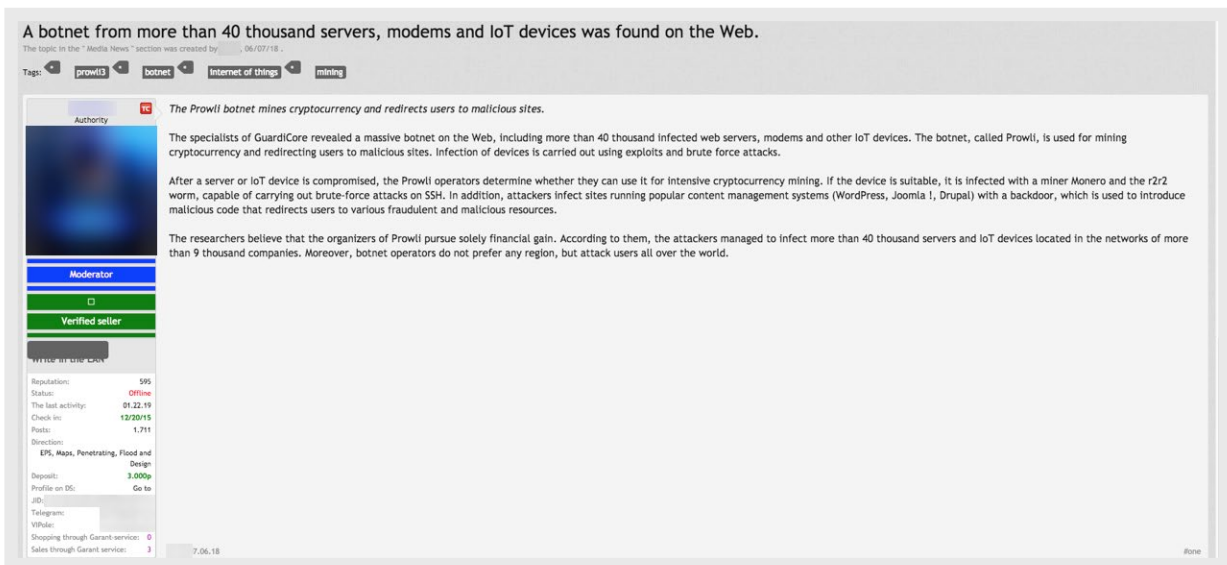 A botnet from more than 40 thousand servers, modems and IoT devices was found on the Web.
The topic in the " Media News " section was created by , 06/07/18 .
Tags: prowli3 botnet internet of things mining
TC
Authority
The Prowli botnet mines cryptocurrency and redirects users to malicious sites.
The specialists of GuardiCore revealed a massive botnet on the Web, including more than 40 thousand infected web servers, modems and other IoT devices. The botnet, called Prowli, is used for mining
cryptocurrency and redirecting users to malicious sites. Infection of devices is carried out using exploits and brute force attacks.
After a server or IoT device is compromised, the Prowli operators determine whether they can use it for intensive cryptocurrency mining. If the device is suitable, it is infected with a miner Monero and the r2r2
worm, capable of carrying out brute-force attacks on SSH. In addition, attackers infect sites running popular content management systems (WordPress, Joomla !, Drupal) with a backdoor, which is used to introduce
malicious code that redirects users to various fraudulent and malicious resources.
The researchers believe that the organizers of Prowli pursue solely financial gain. According to them, the attackers managed to infect more than 40 thousand servers and IoT devices located in the networks of more
than 9 thousand companies. Moreover, botnet operators do not prefer any region, but attack users all over the world.
Moderator
Verified seller
Write in the LAN
Reputation: 595
Status: Offline
The last activity: 01.22.19
Check in: 12/20/15
Posts: 1.711
Direction:
EPS, Maps, Penetrating, Flood and
Design
Deposit: 3.000p
Profile on DS: Go to
JID:
Telegram:
VIPole:
Shopping through Garant-service: 0
Sales through Garant service: 3
7.06.18
#one